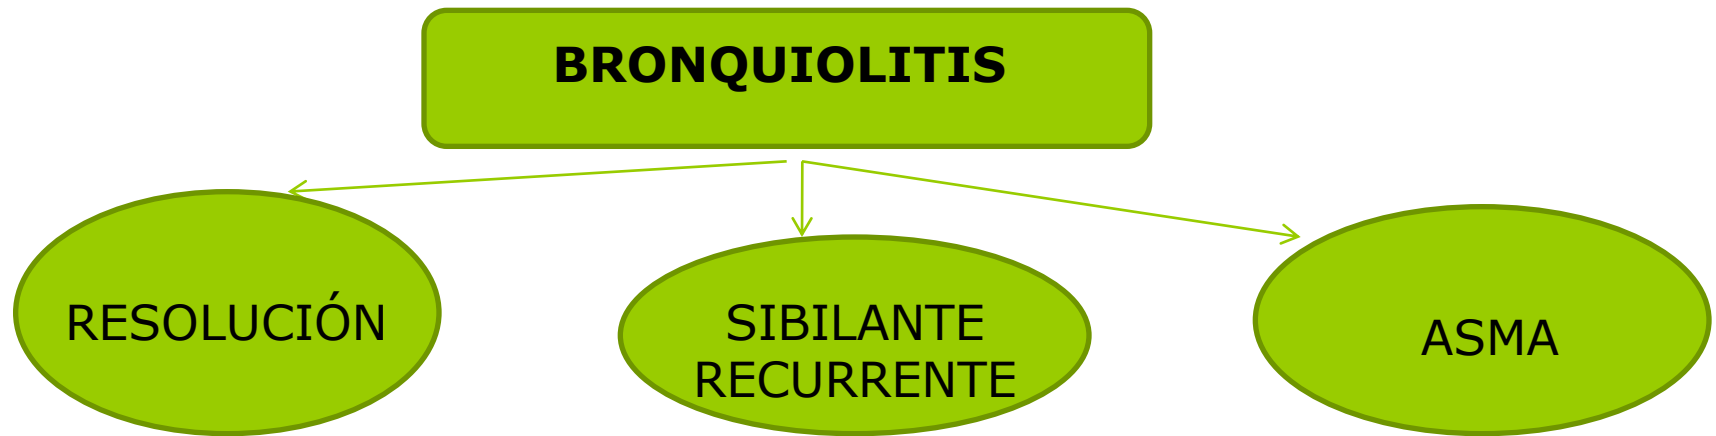 BRONQUIOLITIS
RESOLUCIÓN
SIBILANTE
RECURRENTE
ASMA